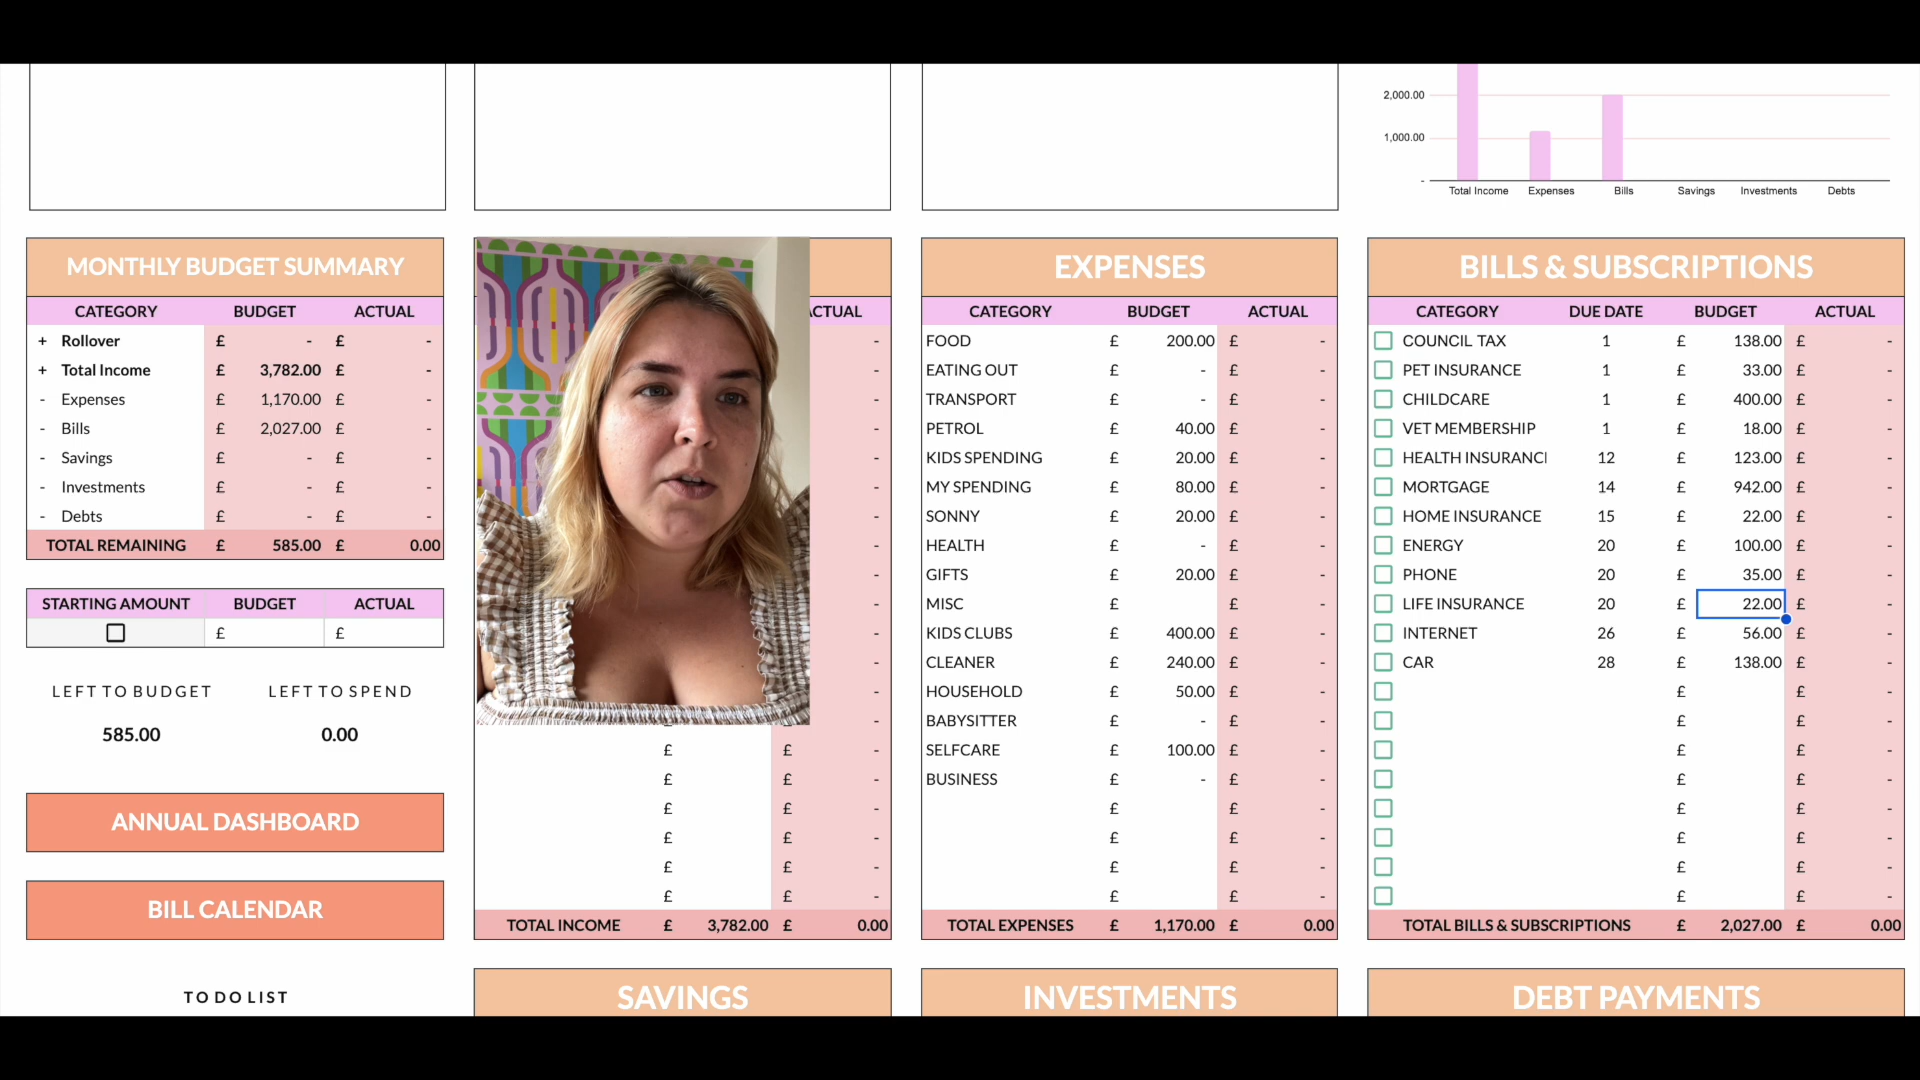 2,000.00
1,000.00
-
Total Income Expenses Bills Savings Investments Debts
MONTHLY BUDGET SUMMARY
CATEGORY BUDGET ACTUAL
+ Rollover £ - £ -
+ Total Income £ 3,782.00 £ -
- Expenses £ 1,170.00 £ -
- Bills £ 2,027.00 £ -
- Savings £ - £ -
- Investments £ - £ -
- Debts £ - £ -
TOTAL REMAINING £ 585.00 £ 0.00
STARTING AMOUNT BUDGET ACTUAL
£ £
LEFT TO BUDGET LEFT TO SPEND
585.00 0.00
ANNUAL DASHBOARD
BILL CALENDAR
TO DO LIST
-
-
-
-
-
-
-
-
-
-
-
-
-
-
£ £ -
£ £ -
£ £ -
£ £ -
£ £ -
£ £ -
TOTAL INCOME £ 3,782.00 £ 0.00
SAVINGS
EXPENSES
CATEGORY BUDGET ACTUAL
FOOD £ 200.00 £ -
EATING OUT £ - £ -
TRANSPORT £ - £ -
PETROL £ 40.00 £ -
KIDS SPENDING £ 20.00 £ -
MY SPENDING £ 80.00 £ -
SONNY £ 20.00 £ -
HEALTH £ - £ -
GIFTS £ 20.00 £ -
MISC £ £ -
KIDS CLUBS £ 400.00 £ -
CLEANER £ 240.00 £ -
HOUSEHOLD £ 50.00 £ -
BABYSITTER £ - £ -
SELFCARE £ 100.00 £ -
BUSINESS £ - £ -
£ £ -
£ £ -
£ £ -
£ £ -
TOTAL EXPENSES £ 1,170.00 £ 0.00
INVESTMENTS
BILLS & SUBSCRIPTIONS
CATEGORY DUE DATE BUDGET ACTUAL
COUNCIL TAX 1 £ 138.00 £ -
PET INSURANCE 1 £ 33.00 £ -
CHILDCARE 1 £ 400.00 £ -
VET MEMBERSHIP 1 £ 18.00 £ -
HEALTH INSURANC 12 £ 123.00 £ -
MORTGAGE 14 £ 942.00 £ -
HOME INSURANCE 15 £ 22.00 £ -
ENERGY 20 £ 100.00 £ -
PHONE 20 £ 35.00 £ -
LIFE INSURANCE 20 £ 22.00 £ -
INTERNET 26 £ 56.00 £ -
CAR 28 £ 138.00 £ -
£ £ -
£ £ -
£ £ -
£ £ -
£ £ -
£ £ -
£ £ -
£ £ -
TOTAL BILLS & SUBSCRIPTIONS £ 2,027.00 £ 0.00
DEBT PAYMENTS